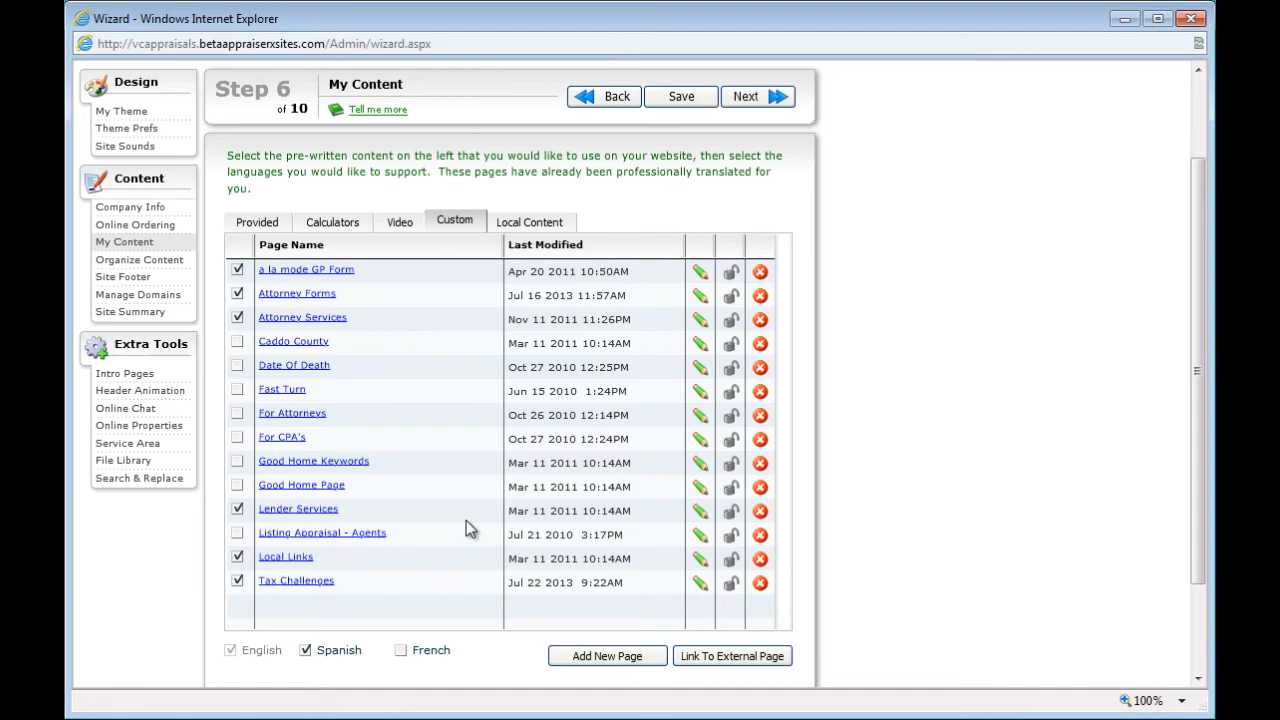 Wizard - Windows Internet Explorer
http://vcappraisals.betaappraiserxsites.com/Admin/wizard.aspx
Design
My Theme
Theme Prefs
Site Sounds
Content
Company Info
Online Ordering
My Content
Organize Content
Site Footer
Manage Domains
Site Summary
Extra Tools
Intro Pages
Header Animation
Online Chat
Online Properties
Service Area
File Library
Search & Replace
Step 6
of 10
My Content
Tell me more
Back
Save
Next
Select the pre-written content on the left that you would like to use on your website, then select the
languages you would like to support. These pages have already been professionally translated for
you.
Provided Calculators Video Custom Local Content
Page Name Last Modified
a la mode GP Form Apr 20 2011 10:50AM
Attorney Forms Jul 16 2013 11:57AM
Attorney Services Nov 11 2011 11:26PM
Caddo County Mar 11 2011 10:14AM
Date Of Death Oct 27 2010 12:25PM
Fast Turn Jun 15 2010 1:24PM
For Attorneys Oct 26 2010 12:14PM
For CPA's Oct 27 2010 12:24PM
Good Home Keywords Mar 11 2011 10:14AM
Good Home Page Mar 11 2011 10:14AM
Lender Services Mar 11 2011 10:14AM
Listing Appraisal - Agents Jul 21 2010 3:17PM
Local Links Mar 11 2011 10:14AM
Tax Challenges Jul 22 2013 9:22AM
English Spanish French
Add New Page
Link To External Page
100%